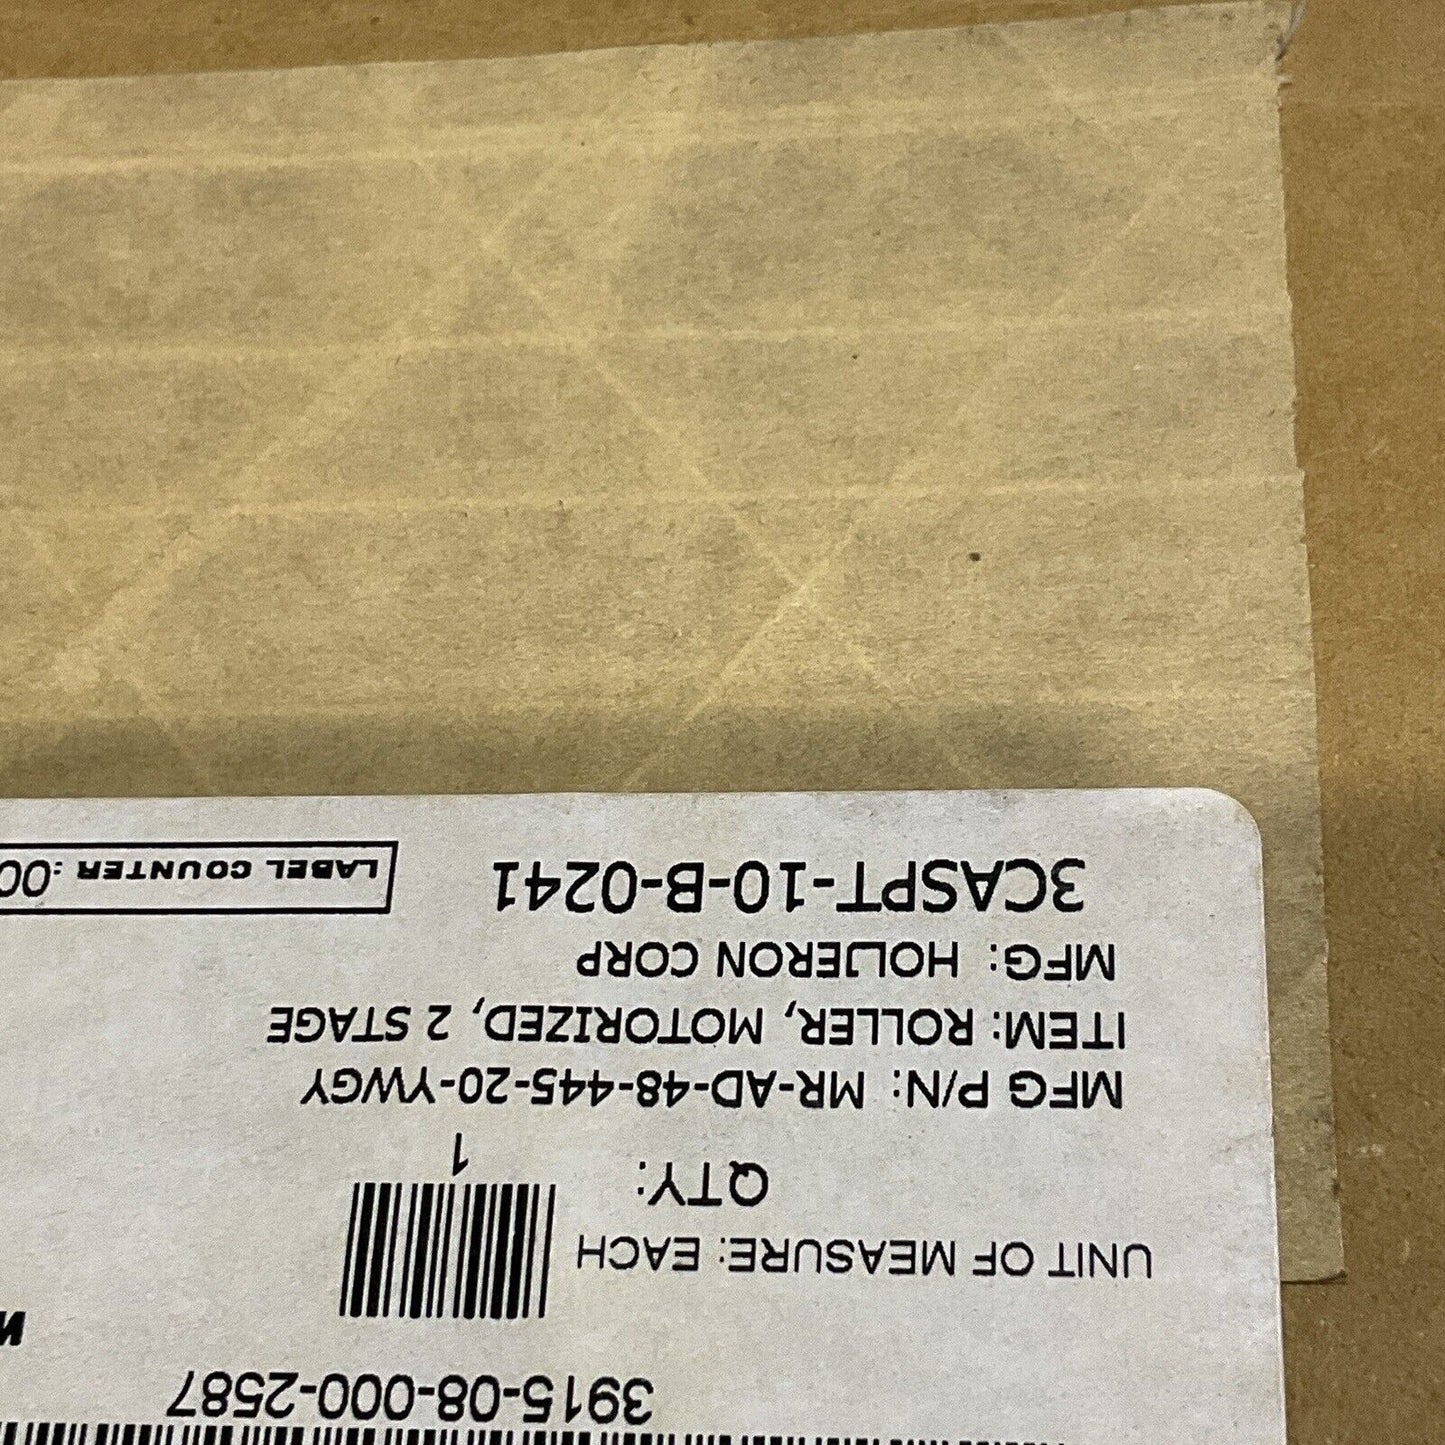 3915-08-000-2587
UNIT OF MEASURE: EACH
QTY:
1
MFG P/N: MR-AD-48-445-20-YWGY
ITEM: ROLLER, MOTORIZED, 2 STAGE
MFG: HOLJERON CORP
3CASPT-10-B-0241
LABEL COUNTER :00